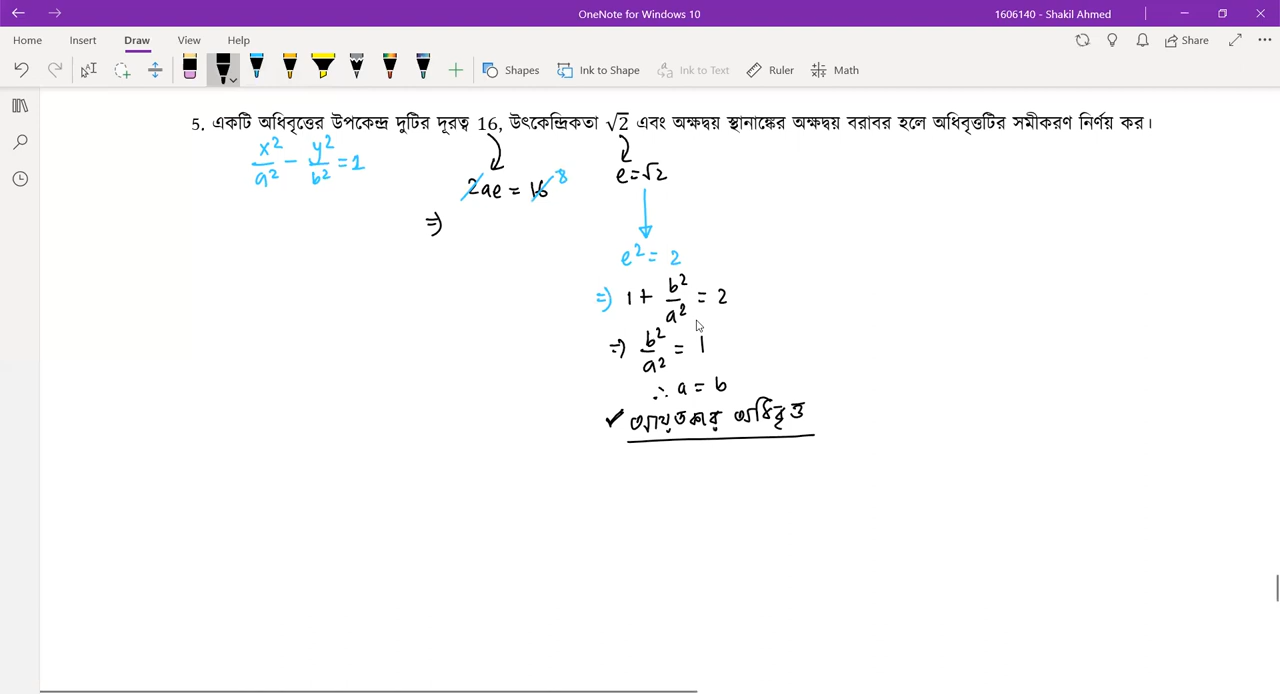 OneNote for Windows 10
1606140 - Shakil Ahmed
Home Insert Draw View Help
Share
Shapes Ink to Shape Ink to Text Ruler Math
5. একটি অধিবৃত্তের উপকেন্দ্র দুটির দূরত্ব 16, উৎকেন্দ্রিকতা √2 এবং অক্ষদ্বয় স্থানাঙ্কের অক্ষদ্বয় বরাবর হলে অধিবৃত্তটির সমীকরণ নির্ণয় কর।
x²/a² − y²/b² = 1
2ae = 16 8
e = √2
⇒
e² = 2
⇒ 1 + b²/a² = 2
⇒ b²/a² = 1
∴ a = b
✓ আয়তকার অধিবৃত্ত